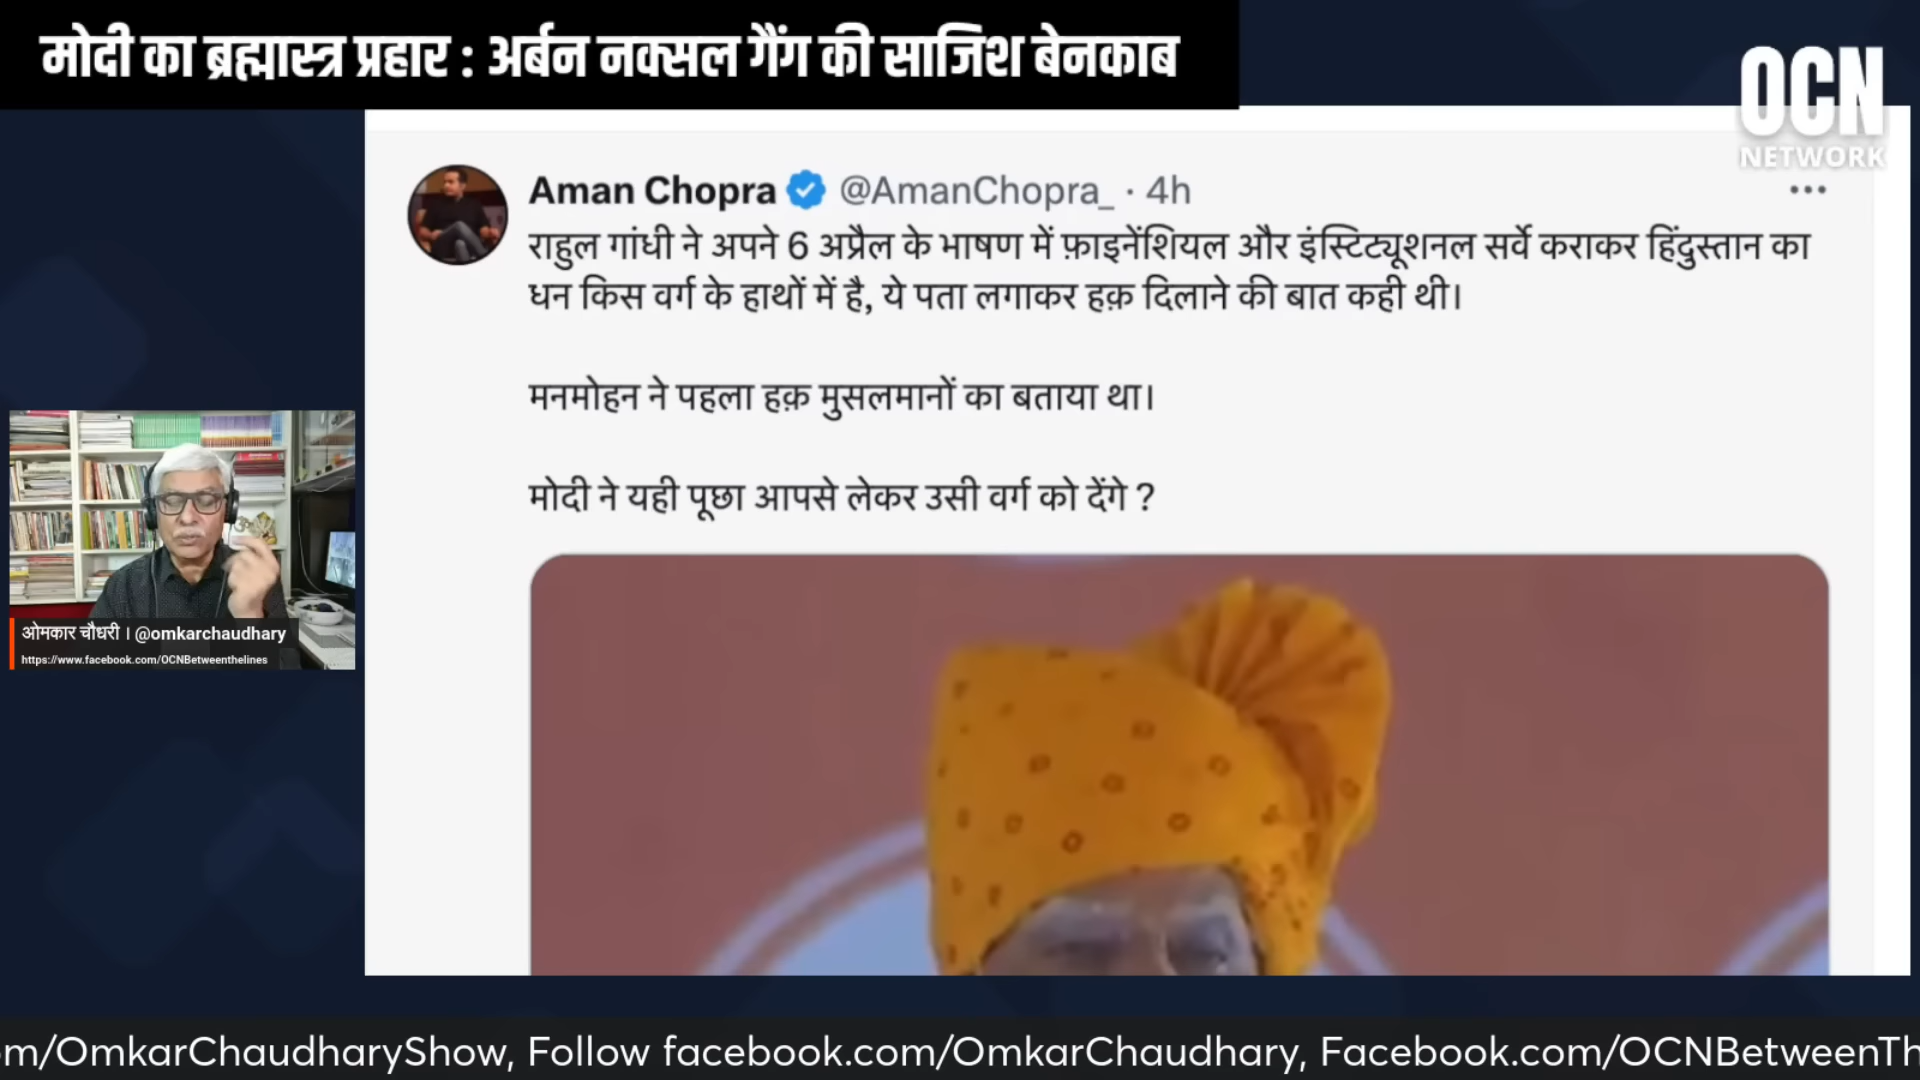 मोदी का ब्रह्मास्त्र प्रहार : अर्बन नक्सल गैंग की साजिश बेनकाब
OCN
NETWORK
Aman Chopra @AmanChopra_ · 4h
राहुल गांधी ने अपने 6 अप्रैल के भाषण में फ़ाइनेंशियल और इंस्टिट्यूशनल सर्वे कराकर हिंदुस्तान का
धन किस वर्ग के हाथों में है, ये पता लगाकर हक़ दिलाने की बात कही थी।
मनमोहन ने पहला हक़ मुसलमानों का बताया था।
मोदी ने यही पूछा आपसे लेकर उसी वर्ग को देंगे ?
ओमकार चौधरी । @omkarchaudhary
https://www.facebook.com/OCNBetweenthelines
om/OmkarChaudharyShow, Follow facebook.com/OmkarChaudhary, Facebook.com/OCNBetweenTh